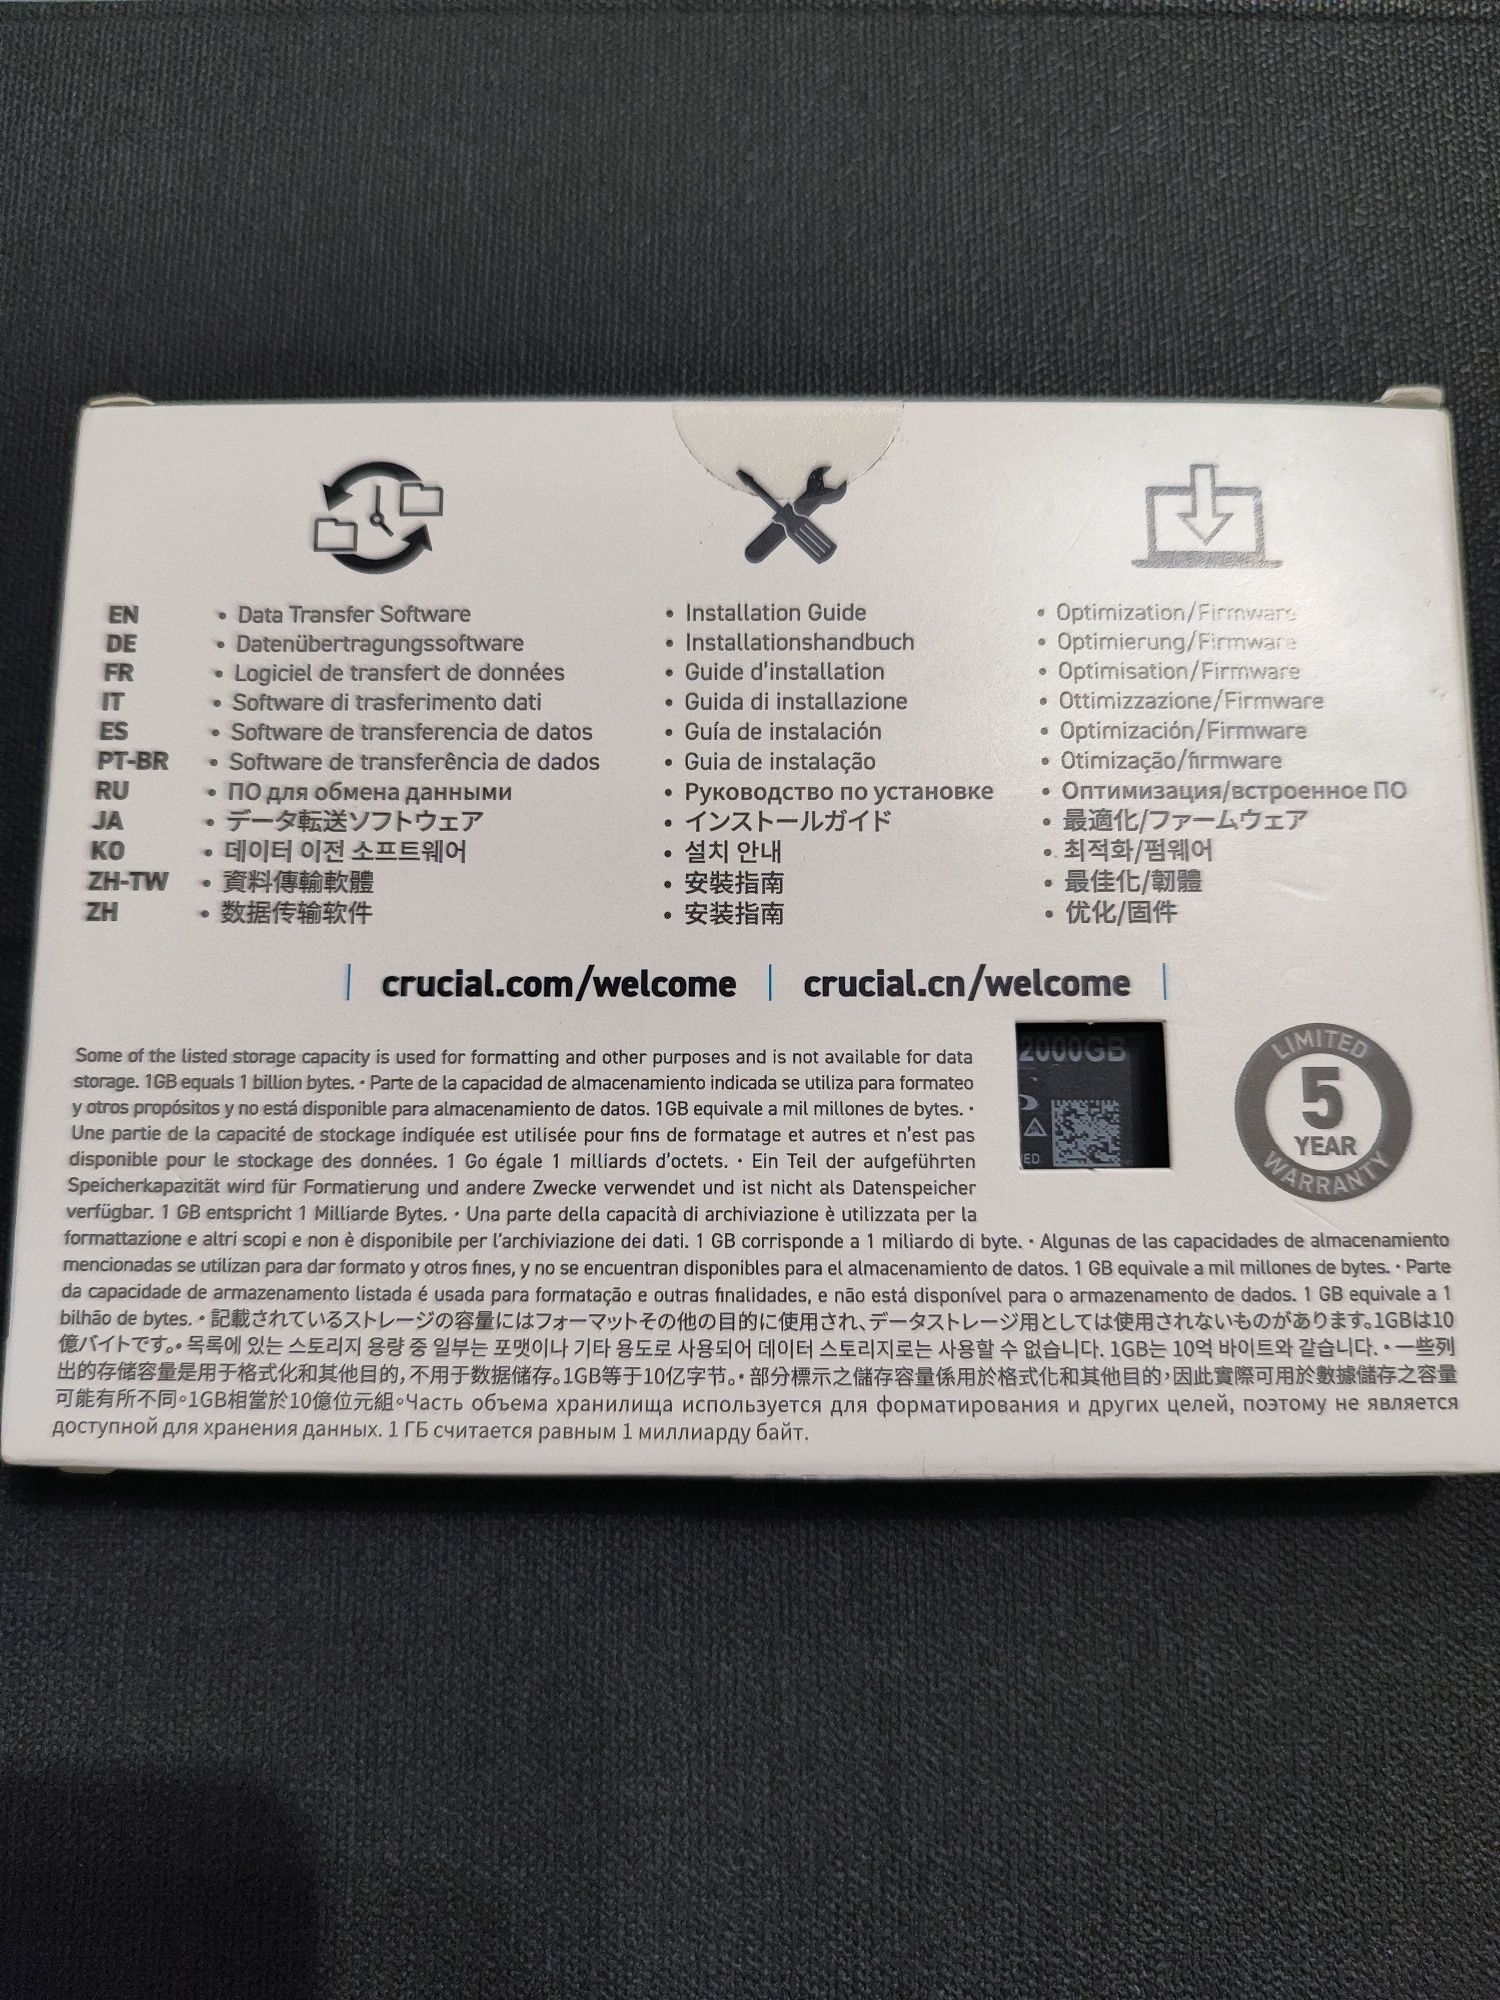 EN • Data Transfer Software • Installation Guide • Optimization/Firmware
DE • Datenübertragungssoftware • Installationshandbuch • Optimierung/Firmware
FR • Logiciel de transfert de données • Guide d'installation • Optimisation/Firmware
IT • Software di trasferimento dati • Guida di installazione • Ottimizzazione/Firmware
ES • Software de transferencia de datos • Guía de instalación • Optimización/Firmware
PT-BR • Software de transferência de dados • Guia de instalação • Otimização/firmware
RU • ПО для обмена данными • Руководство по установке • Оптимизация/встроенное ПО
JA • データ転送ソフトウェア • インストールガイド • 最適化/ファームウェア
KO • 데이터 이전 소프트웨어 • 설치 안내 • 최적화/펌웨어
ZH-TW • 資料傳輸軟體 • 安裝指南 • 最佳化/韌體
ZH • 数据传输软件 • 安装指南 • 优化/固件
crucial.com/welcome | crucial.cn/welcome
Some of the listed storage capacity is used for formatting and other purposes and is not available for data
storage. 1GB equals 1 billion bytes. • Parte de la capacidad de almacenamiento indicada se utiliza para formateo
y otros propósitos y no está disponible para almacenamiento de datos. 1GB equivale a mil millones de bytes. •
Une partie de la capacité de stockage indiquée est utilisée pour fins de formatage et autres et n'est pas
disponible pour le stockage des données. 1 Go égale 1 milliards d'octets. • Ein Teil der aufgeführten
Speicherkapazität wird für Formatierung und andere Zwecke verwendet und ist nicht als Datenspeicher
verfügbar. 1 GB entspricht 1 Milliarde Bytes. • Una parte della capacità di archiviazione è utilizzata per la
formattazione e altri scopi e non è disponibile per l'archiviazione dei dati. 1 GB corrisponde a 1 miliardo di byte. • Algunas de las capacidades de almacenamiento
mencionadas se utilizan para dar formato y otros fines, y no se encuentran disponibles para el almacenamiento de datos. 1 GB equivale a mil millones de bytes. • Parte
da capacidade de armazenamento listada é usada para formatação e outras finalidades, e não está disponível para o armazenamento de dados. 1 GB equivale a 1
bilhão de bytes. • 記載されているストレージの容量にはフォーマットその他の目的に使用され、データストレージ用としては使用されないものがあります。1GBは10
億バイトです。• 목록에 있는 스토리지 용량 중 일부는 포맷이나 기타 용도로 사용되어 데이터 스토리지로는 사용할 수 없습니다. 1GB는 10억 바이트와 같습니다. • 一些列
出的存储容量是用于格式化和其他目的，不用于数据储存。1GB等于10亿字节。• 部分標示之儲存容量係用於格式化和其他目的，因此實際可用於數據儲存之容量
可能有所不同。1GB相當於10億位元組。Часть объема хранилища используется для форматирования и других целей, поэтому не является
доступной для хранения данных. 1 ГБ считается равным 1 миллиарду байт.
2000GB
ED
LIMITED
5
YEAR
WARRANTY